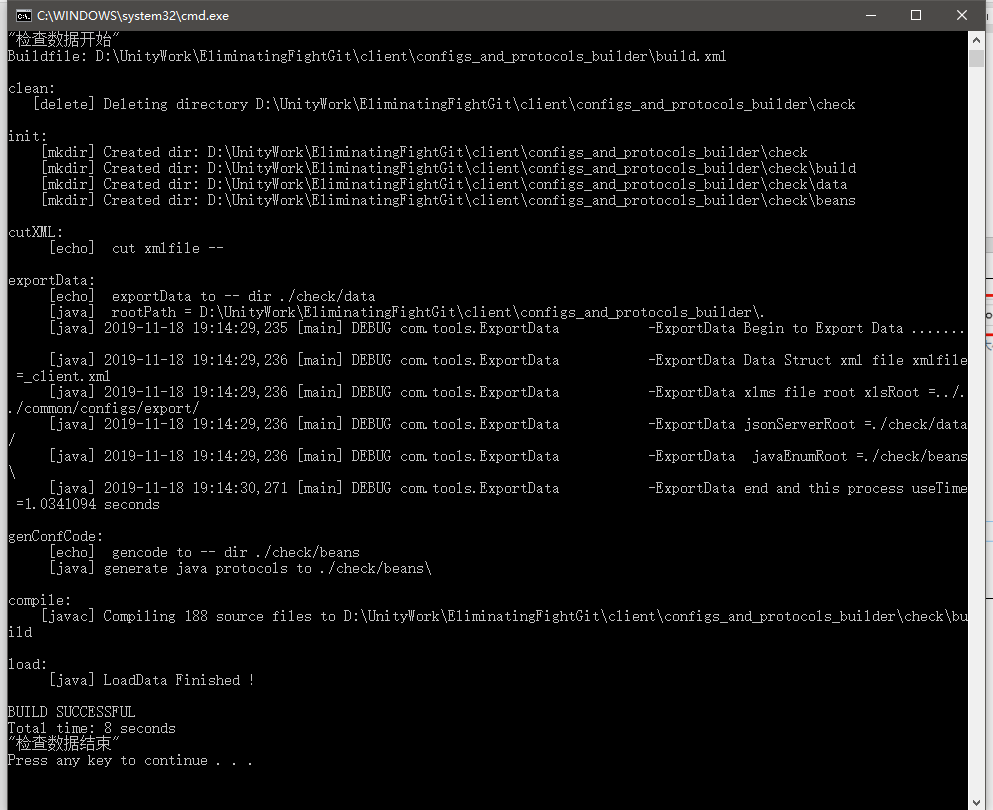 C:\WINDOWS\system32\cmd.exe
"检查数据开始"
Buildfile: D:\UnityWork\EliminatingFightGit\client\configs_and_protocols_builder\build.xml
clean:
[delete] Deleting directory D:\UnityWork\EliminatingFightGit\client\configs_and_protocols_builder\check
init:
[mkdir] Created dir: D:\UnityWork\EliminatingFightGit\client\configs_and_protocols_builder\check
[mkdir] Created dir: D:\UnityWork\EliminatingFightGit\client\configs_and_protocols_builder\check\build
[mkdir] Created dir: D:\UnityWork\EliminatingFightGit\client\configs_and_protocols_builder\check\data
[mkdir] Created dir: D:\UnityWork\EliminatingFightGit\client\configs_and_protocols_builder\check\beans
cutXML:
[echo]  cut xmlfile --
exportData:
[echo]  exportData to -- dir ./check/data
[java]  rootPath = D:\UnityWork\EliminatingFightGit\client\configs_and_protocols_builder\.
[java] 2019-11-18 19:14:29,235 [main] DEBUG com.tools.ExportData           -ExportData Begin to Export Data .......
[java] 2019-11-18 19:14:29,236 [main] DEBUG com.tools.ExportData           -ExportData Data Struct xml file xmlfile
=_client.xml
[java] 2019-11-18 19:14:29,236 [main] DEBUG com.tools.ExportData           -ExportData xlms file root xlsRoot =../.
./common/configs/export/
[java] 2019-11-18 19:14:29,236 [main] DEBUG com.tools.ExportData           -ExportData jsonServerRoot =./check/data
/
[java] 2019-11-18 19:14:29,236 [main] DEBUG com.tools.ExportData           -ExportData  javaEnumRoot =./check/beans
\
[java] 2019-11-18 19:14:30,271 [main] DEBUG com.tools.ExportData           -ExportData end and this process useTime
=1.0341094 seconds
genConfCode:
[echo]  gencode to -- dir ./check/beans
[java] generate java protocols to ./check/beans\
compile:
[javac] Compiling 188 source files to D:\UnityWork\EliminatingFightGit\client\configs_and_protocols_builder\check\bu
ild
load:
[java] LoadData Finished !
BUILD SUCCESSFUL
Total time: 8 seconds
"检查数据结束"
Press any key to continue . . .